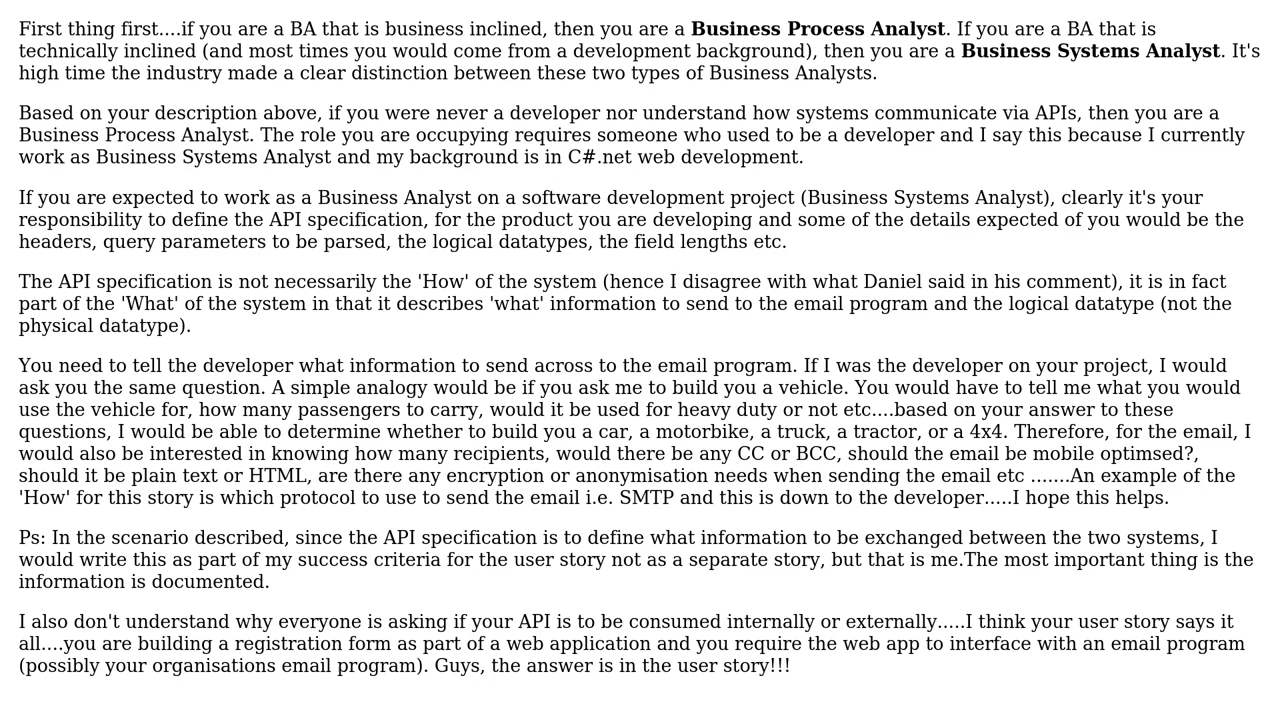 First thing first....if you are a BA that is business inclined, then you are a Business Process Analyst. If you are a BA that is
technically inclined (and most times you would come from a development background), then you are a Business Systems Analyst. It's
high time the industry made a clear distinction between these two types of Business Analysts.
Based on your description above, if you were never a developer nor understand how systems communicate via APIs, then you are a
Business Process Analyst. The role you are occupying requires someone who used to be a developer and I say this because I currently
work as Business Systems Analyst and my background is in C#.net web development.
If you are expected to work as a Business Analyst on a software development project (Business Systems Analyst), clearly it's your
responsibility to define the API specification, for the product you are developing and some of the details expected of you would be the
headers, query parameters to be parsed, the logical datatypes, the field lengths etc.
The API specification is not necessarily the 'How' of the system (hence I disagree with what Daniel said in his comment), it is in fact
part of the 'What' of the system in that it describes 'what' information to send to the email program and the logical datatype (not the
physical datatype).
You need to tell the developer what information to send across to the email program. If I was the developer on your project, I would
ask you the same question. A simple analogy would be if you ask me to build you a vehicle. You would have to tell me what you would
use the vehicle for, how many passengers to carry, would it be used for heavy duty or not etc....based on your answer to these
questions, I would be able to determine whether to build you a car, a motorbike, a truck, a tractor, or a 4x4. Therefore, for the email, I
would also be interested in knowing how many recipients, would there be any CC or BCC, should the email be mobile optimsed?,
should it be plain text or HTML, are there any encryption or anonymisation needs when sending the email etc .......An example of the
'How' for this story is which protocol to use to send the email i.e. SMTP and this is down to the developer.....I hope this helps.
Ps: In the scenario described, since the API specification is to define what information to be exchanged between the two systems, I
would write this as part of my success criteria for the user story not as a separate story, but that is me.The most important thing is the
information is documented.
I also don't understand why everyone is asking if your API is to be consumed internally or externally.....I think your user story says it
all....you are building a registration form as part of a web application and you require the web app to interface with an email program
(possibly your organisations email program). Guys, the answer is in the user story!!!